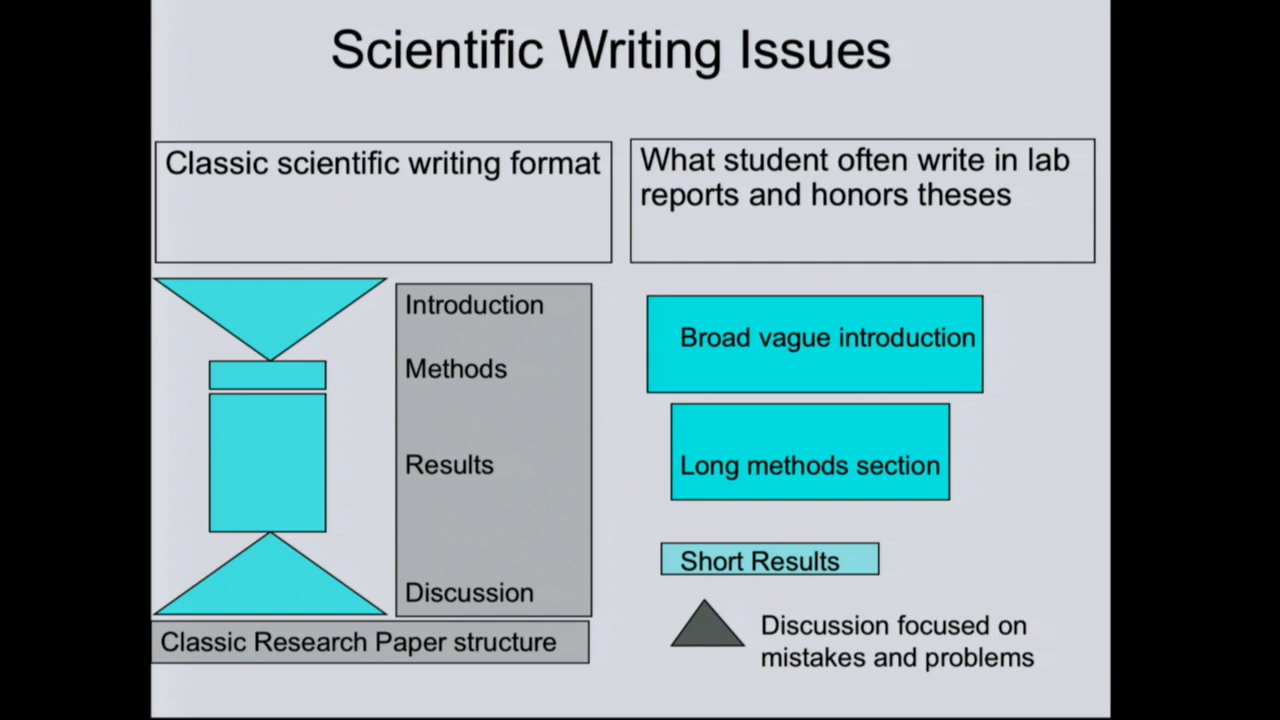 Scientific Writing Issues
Classic scientific writing format
What student often write in lab
reports and honors theses
Introduction
Methods
Results
Discussion
Classic Research Paper structure
Broad vague introduction
Long methods section
Short Results
Discussion focused on
mistakes and problems